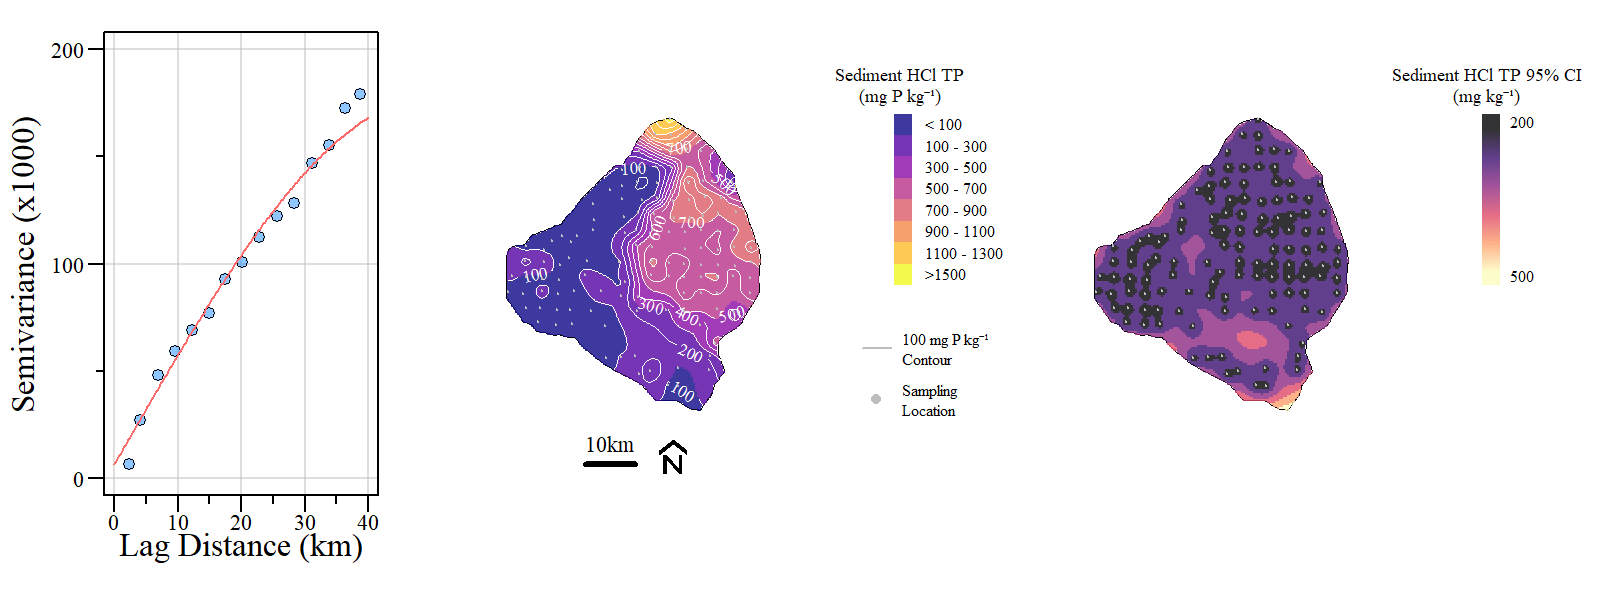 Semivariance (x1000)
200
100
0
0 10 20 30 40
Lag Distance (km)
700
100
500
600
700
100
300
400
500
200
100
10km
N
Sediment HCl TP
(mg P kg⁻¹)
< 100
100 - 300
300 - 500
500 - 700
700 - 900
900 - 1100
1100 - 1300
>1500
100 mg P kg⁻¹
Contour
Sampling
Location
Sediment HCl TP 95% CI
(mg kg⁻¹)
200
500